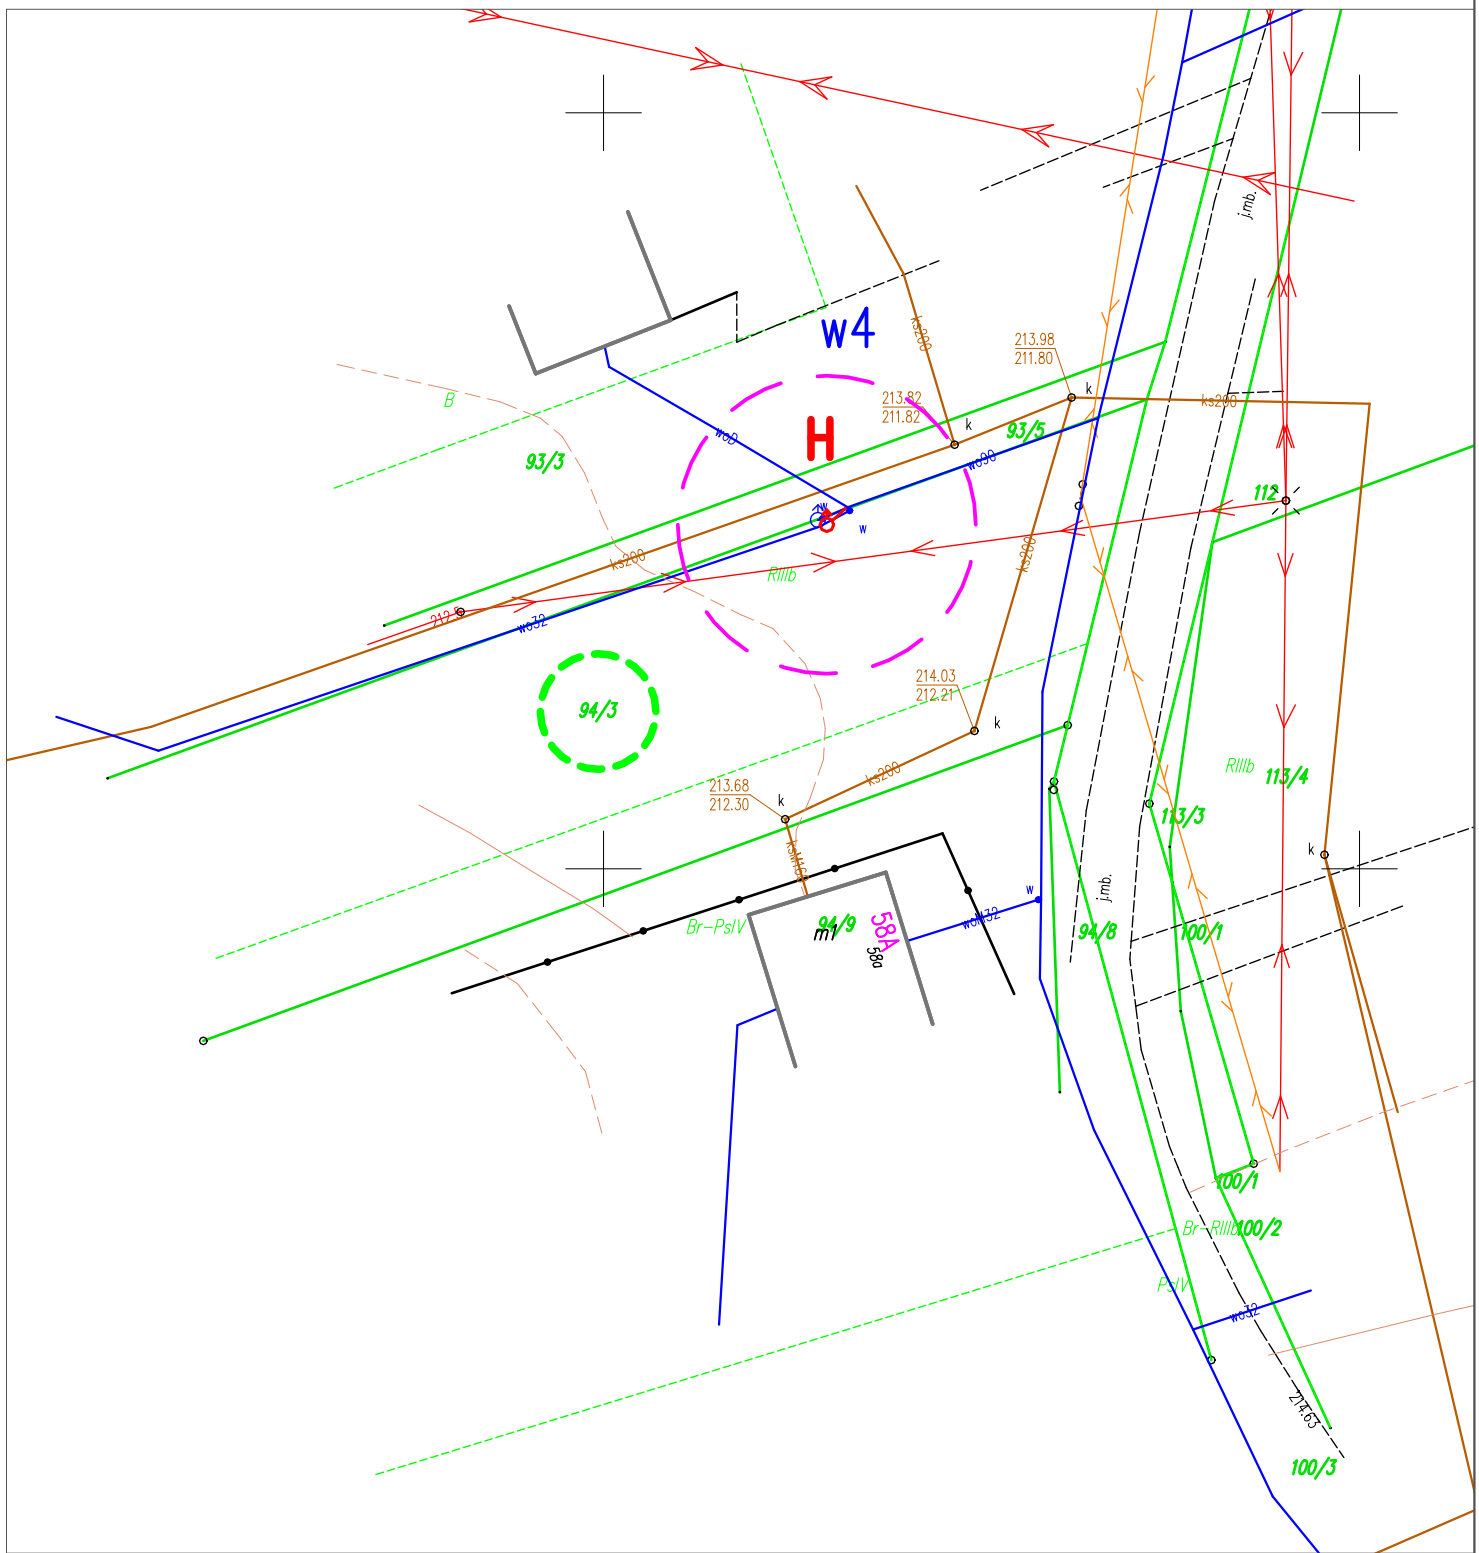 j.mb.
w4
ks200
213.98
211.80
k
B
213.82
211.82
k
ks200
H
93/5
93/3
wo90
112
w
w
ks200
ks200
RIIIb
212.5
wo32
214.03
212.21
k
94/3
RIIIb
113/4
ks200
213.68
212.30
k
113/3
k
j.mb.
w
Br-PsIV
94/9
m1
58A
58a
94/8
100/1
100/1
Br-RIIIb
100/2
PsIV
wo32
214.63
100/3